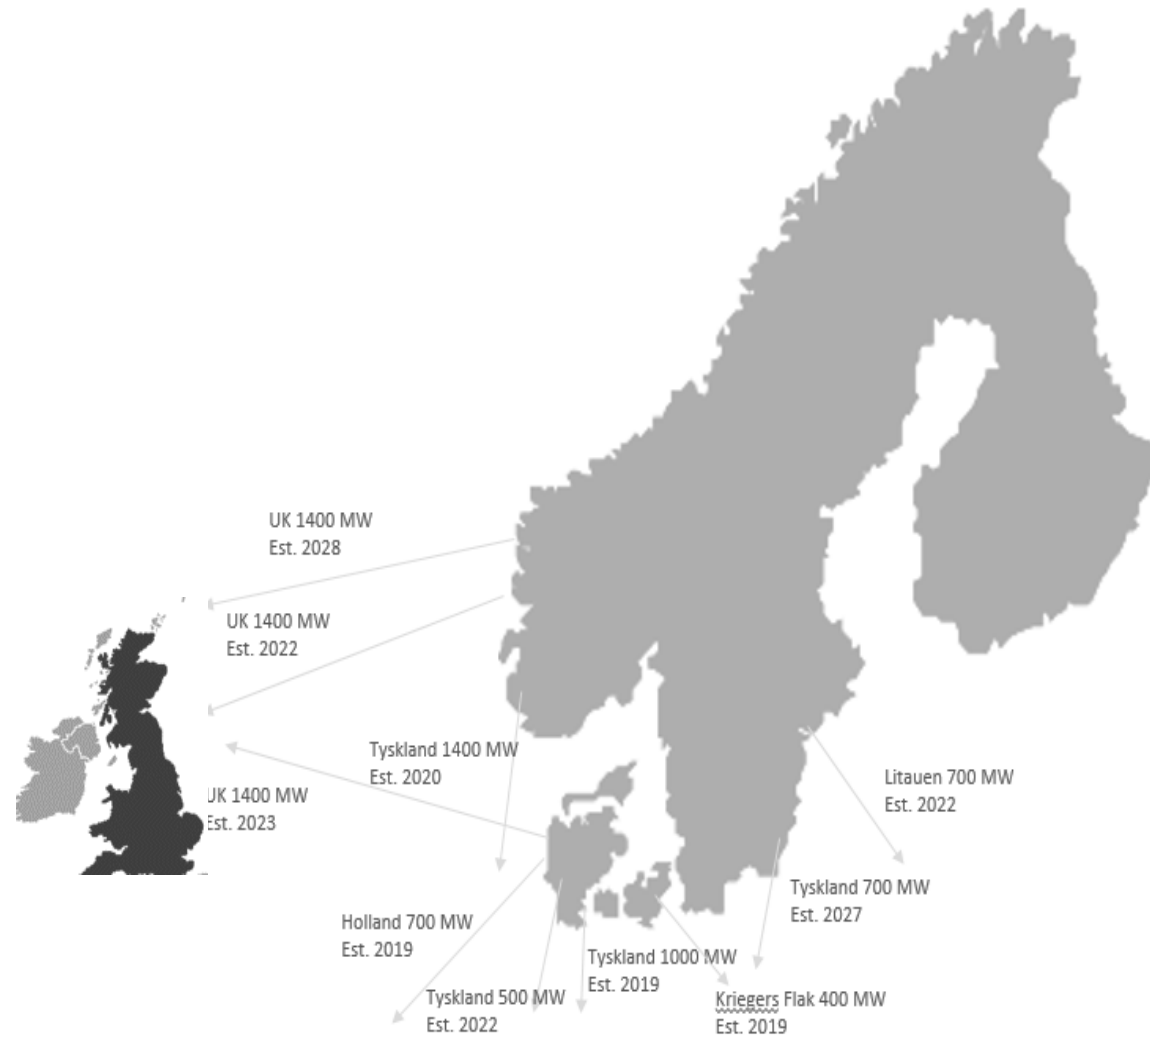 UK 1400 MW
Est. 2028
UK 1400 MW
Est. 2022
Tyskland 1400 MW
Est. 2020
UK 1400 MW
Est. 2023
Litauen 700 MW
Est. 2022
Tyskland 700 MW
Est. 2027
Holland 700 MW
Est. 2019
Tyskland 1000 MW
Est. 2019
Tyskland 500 MW
Est. 2022
Kriegers Flak 400 MW
Est. 2019